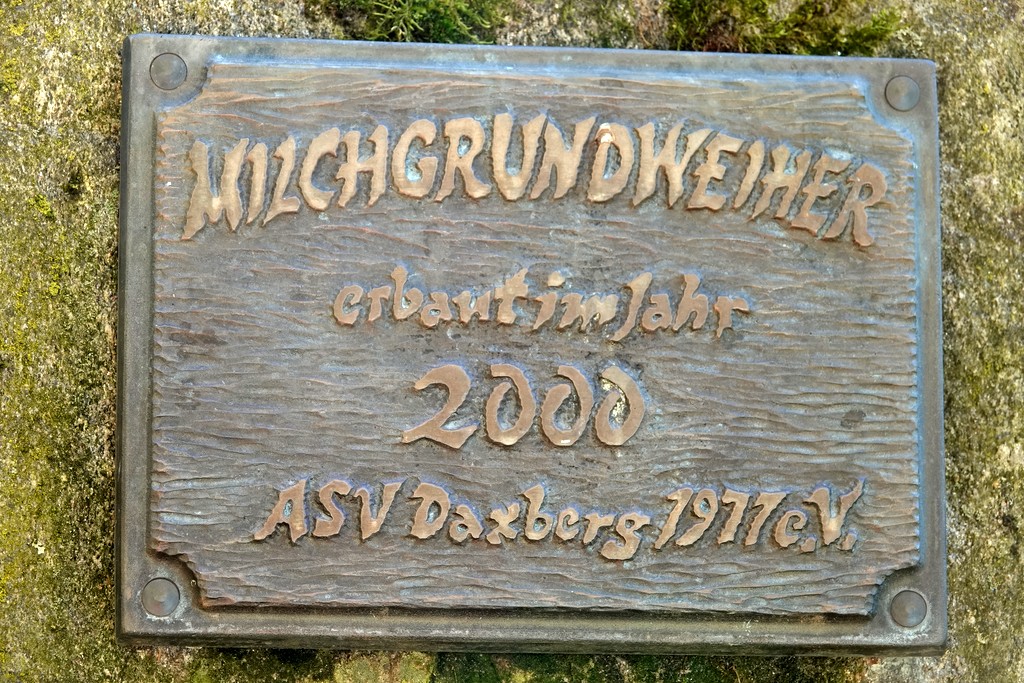 MILCHGRUNDWEIHER
erbaut im Jahr
2000
ASV Daxberg 1977 e.V.